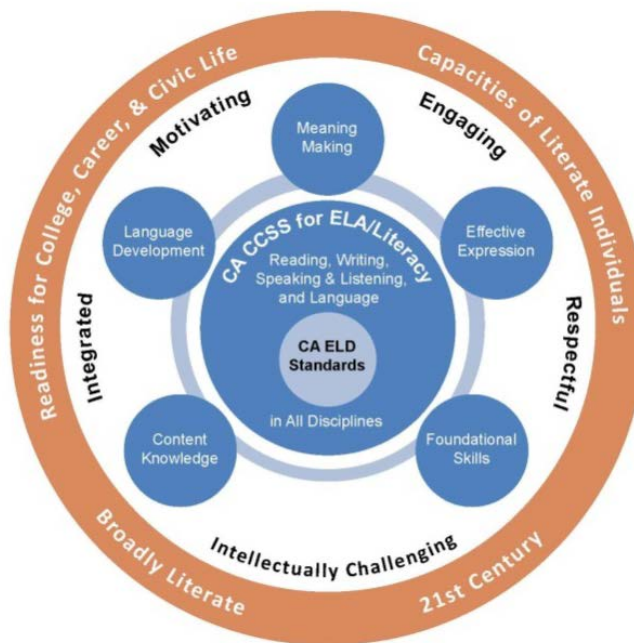 Readiness for College, Career, & Civic Life
Capacities of Literate Individuals
Motivating
Engaging
Meaning
Making
Language
Development
Effective
Expression
CA CCSS for ELA/Literacy
Reading, Writing,
Speaking & Listening,
and Language
CA ELD
Standards
in All Disciplines
Integrated
Respectful
Content
Knowledge
Foundational
Skills
Intellectually Challenging
Broadly Literate
21st Century